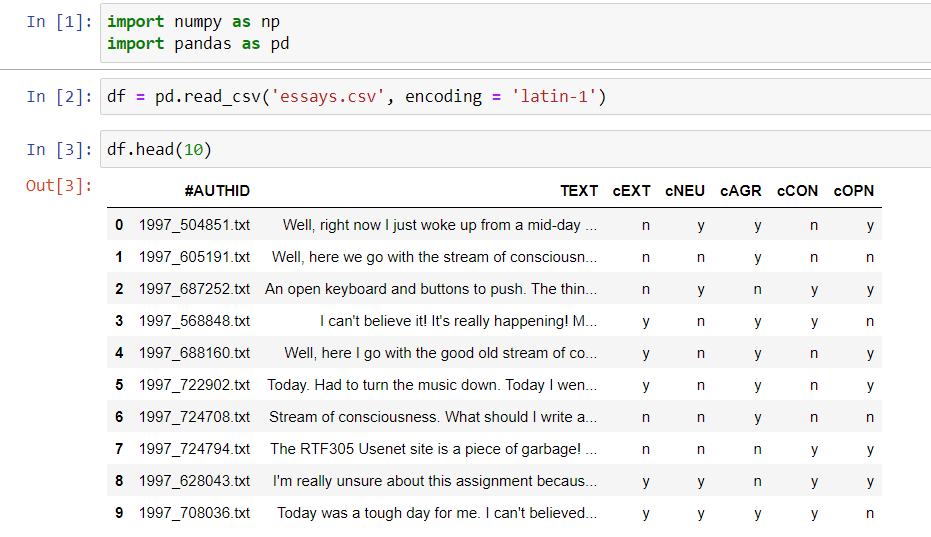 In [1]: import numpy as np
import pandas as pd
In [2]: df = pd.read_csv('essays.csv', encoding = 'latin-1')
In [3]: df.head(10)
Out[3]: #AUTHID TEXT cEXT cNEU cAGR cCON cOPN
0 1997_504851.txt Well, right now I just woke up from a mid-day ... n y y n y
1 1997_605191.txt Well, here we go with the stream of consciousn... n n y n n
2 1997_687252.txt An open keyboard and buttons to push. The thin... n y n y y
3 1997_568848.txt I can't believe it! It's really happening! M... y n y y n
4 1997_688160.txt Well, here I go with the good old stream of co... y n y n y
5 1997_722902.txt Today. Had to turn the music down. Today I wen... y n y n y
6 1997_724708.txt Stream of consciousness. What should I write a... n n y n n
7 1997_724794.txt The RTF305 Usenet site is a piece of garbage! ... n n n y y
8 1997_628043.txt I'm really unsure about this assignment becaus... y y n y y
9 1997_708036.txt Today was a tough day for me. I can't believed... y y y y n